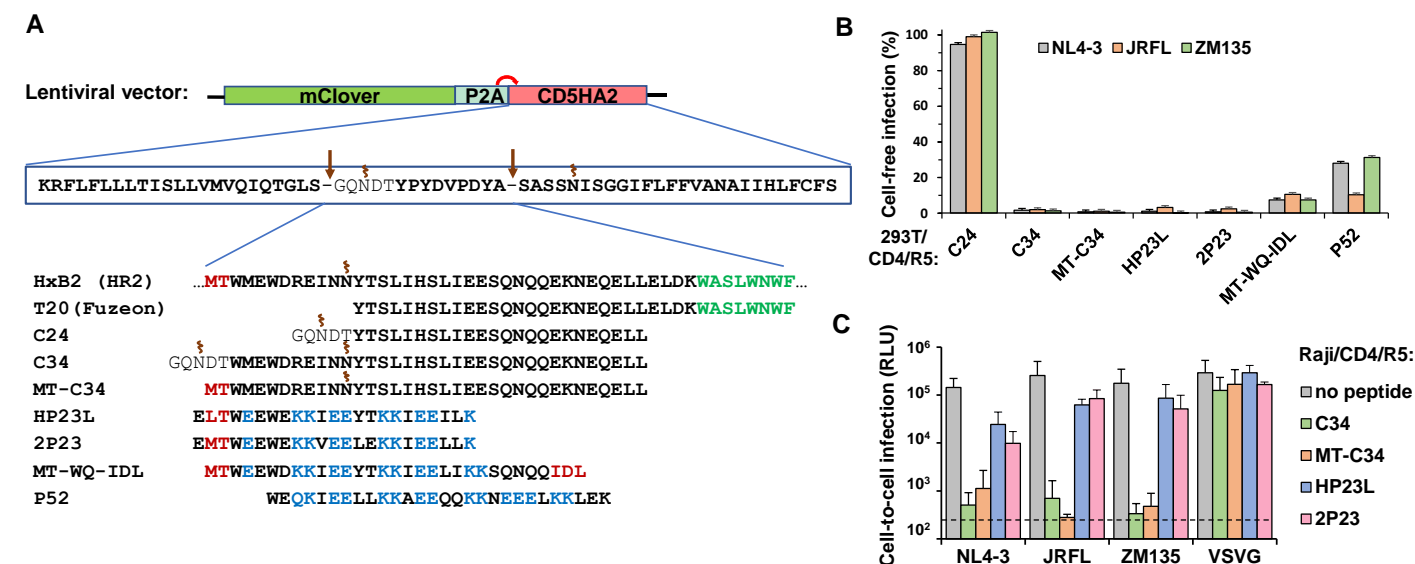 A
Lentiviral vector:
mClover
P2A
CD5HA2
KRFLFLLLTISLLVMVQIQTGLS-GQNDTYPYDVPDYA-SASSNISGGIFLFFVANAIIHLFCFS
HxB2 (HR2) …MTWMEWDREINNYTSLIHSLIEESQNQQEKNEQELLELDKWASLWNWF…
T20(Fuzeon) YTSLIHSLIEESQNQQEKNEQELLELDKWASLWNWF
C24 GQNDTYTSLIHSLIEESQNQQEKNEQELL
C34 GQNDTWMEWDREINNYTSLIHSLIEESQNQQEKNEQELL
MT-C34 MTWMEWDREINNYTSLIHSLIEESQNQQEKNEQELL
HP23L ELTWEEWEKKIEEYTKKIEEILK
2P23 EMTWEEWEKKVEELEKKIEELLK
MT-WQ-IDL MTWEEWDKKIEEYTKKIEELIKKSQNQQIDL
P52 WEQKIEELLKKAEEQQKKNEEELKKLEK
B
Cell-free infection (%)
100
80
60
40
20
0
NL4-3
JRFL
ZM135
293T/
CD4/R5:
C24
C34
MT-C34
HP23L
2P23
MT-WQ-IDL
P52
C
Cell-to-cell infection (RLU)
10⁶
10⁵
10⁴
10³
10²
NL4-3
JRFL
ZM135
VSVG
Raji/CD4/R5:
no peptide
C34
MT-C34
HP23L
2P23